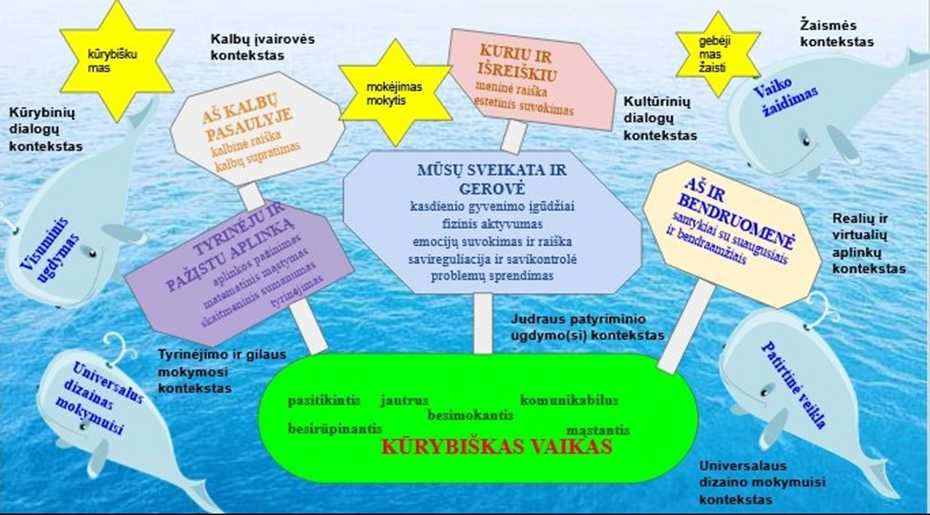 kūrybišku
mas
Kalbų įvairovės
kontekstas
mokėjimas
mokytis
KURIU IR
IŠREIŠKIU
meninė raiška
estetinis suvokimas
gebėji
mas
žaisti
Žaismės
kontekstas
Kūrybinių
dialogų
kontekstas
AŠ KALBŲ
PASAULYJE
kalbinė raiška
kalbų supratimas
Kultūrinių
dialogų
kontekstas
Vaiko
žaidimas
MŪSŲ SVEIKATA IR
GEROVĖ
kasdienio gyvenimo įgūdžiai
fizinis aktyvumas
emocijų suvokimas ir raiška
savireguliacija ir savikontrolė
problemų sprendimas
AŠ IR
BENDRUOMENĖ
santykiai su suaugusiais
ir bendraamžiais
Visuminis
ugdymas
TYRINĖJU IR
PAŽĮSTU APLINKĄ
aplinkos pažinimas
matematinis mąstymas
skaitmeninis sumanumas
tyrinėjimas
Realių ir
virtualių
aplinkų
kontekstas
Judraus patyriminio
ugdymo(si) kontekstas
Tyrinėjimo ir gilaus
mokymosi
kontekstas
Universalus
dizainas
mokymuisi
Patirtinė veikla
pasitikintis jautrus komunikabilus
besimokantis
besirūpinantis mąstantis
KŪRYBIŠKAS VAIKAS
Universalaus
dizaino mokymuisi
kontekstas